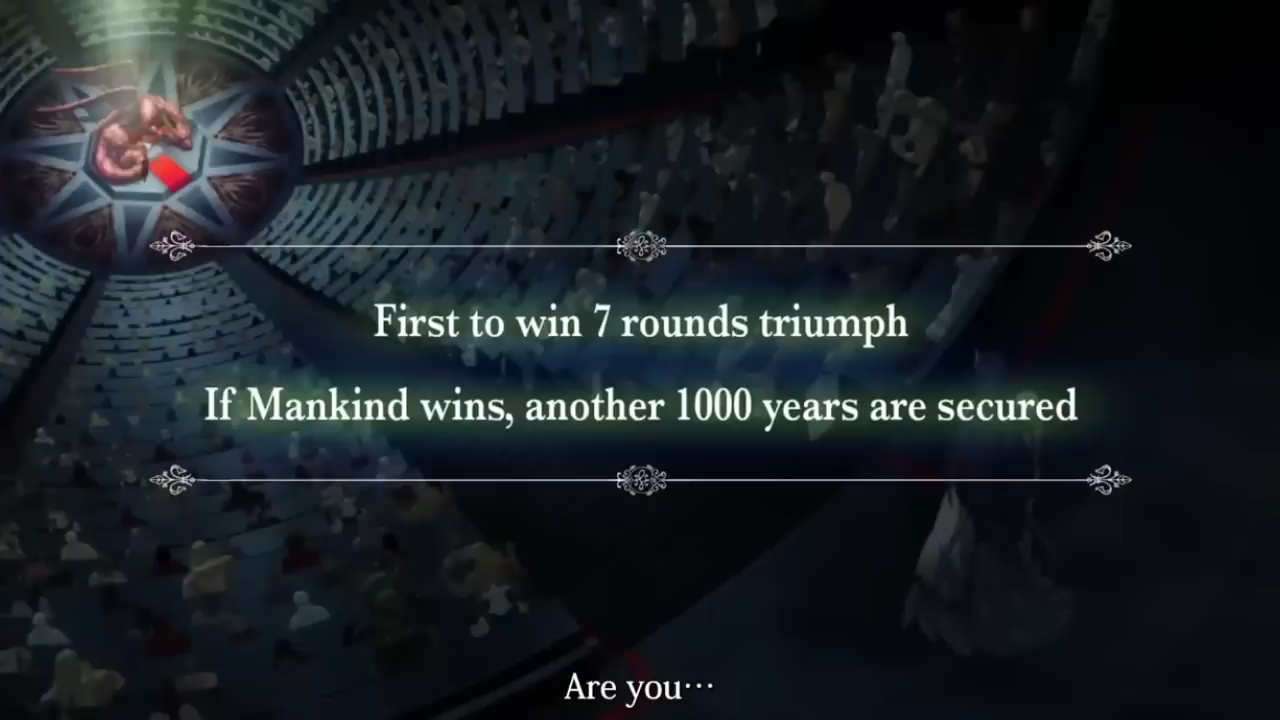 First to win 7 rounds triumph
If Mankind wins, another 1000 years are secured
Are you…